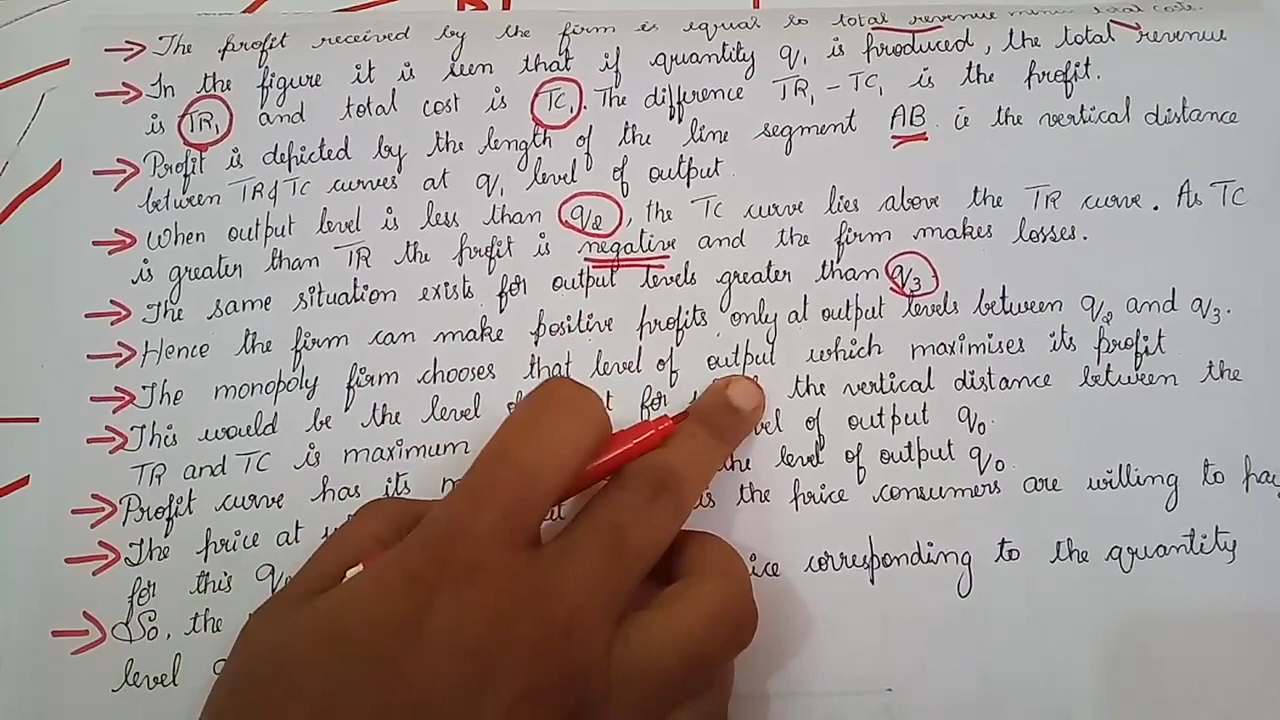 → The profit received by the firm is equal to total revenue minus total cost.
→ In the figure it is seen that if quantity q₁ is produced, the total revenue
is TR₁ and total cost is TC₁. The difference TR₁ - TC₁ is the profit.
→ Profit is depicted by the length of the line segment AB ie the vertical distance
between TR & TC curves at q₁ level of output.
→ When output level is less than q₂, the TC curve lies above the TR curve. As TC
is greater than TR the profit is negative and the firm makes losses.
→ The same situation exists for output levels greater than q₃.
→ Hence the firm can make positive profits only at output levels between q₂ and q₃.
→ The monopoly firm chooses that level of output which maximises its profit
→ This would be the level for the vertical distance between the
TR and TC is maximum level of output q₀.
→ Profit curve has its the level of output q₀.
→ The price at is the price consumers are willing to pay
for this q₀
→ So, the corresponding to the quantity
level